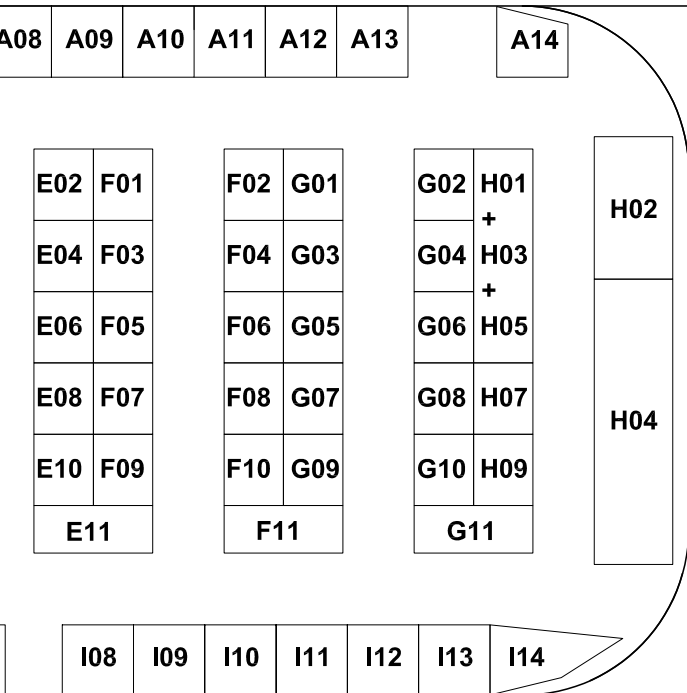 A08 A09 A10 A11 A12 A13 A14
E02 F01 F02 G01 G02 H01 H02
+
E04 F03 F04 G03 G04 H03
+
E06 F05 F06 G05 G06 H05
E08 F07 F08 G07 G08 H07 H04
E10 F09 F10 G09 G10 H09
E11 F11 G11
I08 I09 I10 I11 I12 I13 I14